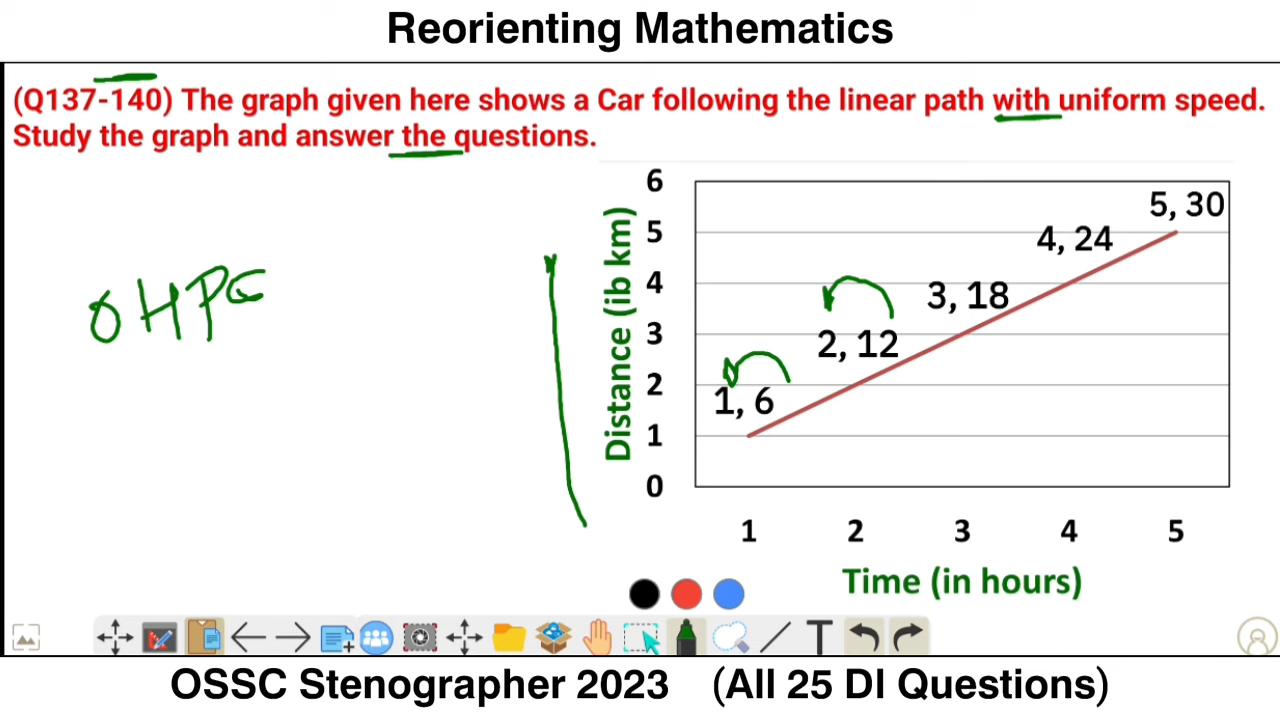 Reorienting Mathematics
(Q137-140) The graph given here shows a Car following the linear path with uniform speed.
Study the graph and answer the questions.
6
5
4
3
2
1
0
Distance (ib km)
5, 30
4, 24
3, 18
2, 12
1, 6
1 2 3 4 5
Time (in hours)
T
OSSC Stenographer 2023 (All 25 DI Questions)